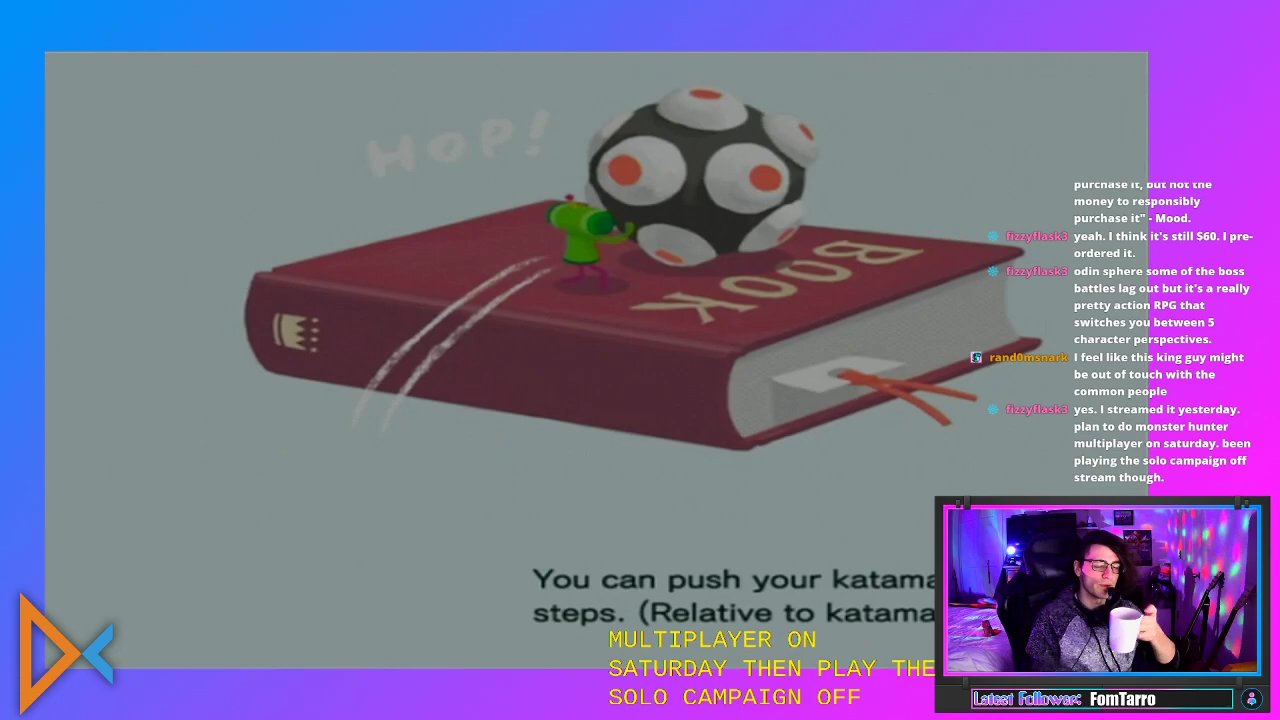 HOP!
BOOK
You can push your katama
steps. (Relative to katama
purchase it, but not the
money to responsibly
purchase it" - Mood.
fizzyflask3 yeah. I think it's still $60. I pre-
ordered it.
fizzyflask3 odin sphere some of the boss
battles lag out but it's a really
pretty action RPG that
switches you between 5
character perspectives.
rand0msnark I feel like this king guy might
be out of touch with the
common people
fizzyflask3 yes. I streamed it yesterday.
plan to do monster hunter
multiplayer on saturday. been
playing the solo campaign off
stream though.
MULTIPLAYER ON
SATURDAY THEN PLAY THE
SOLO CAMPAIGN OFF
Latest Follower: FomTarro